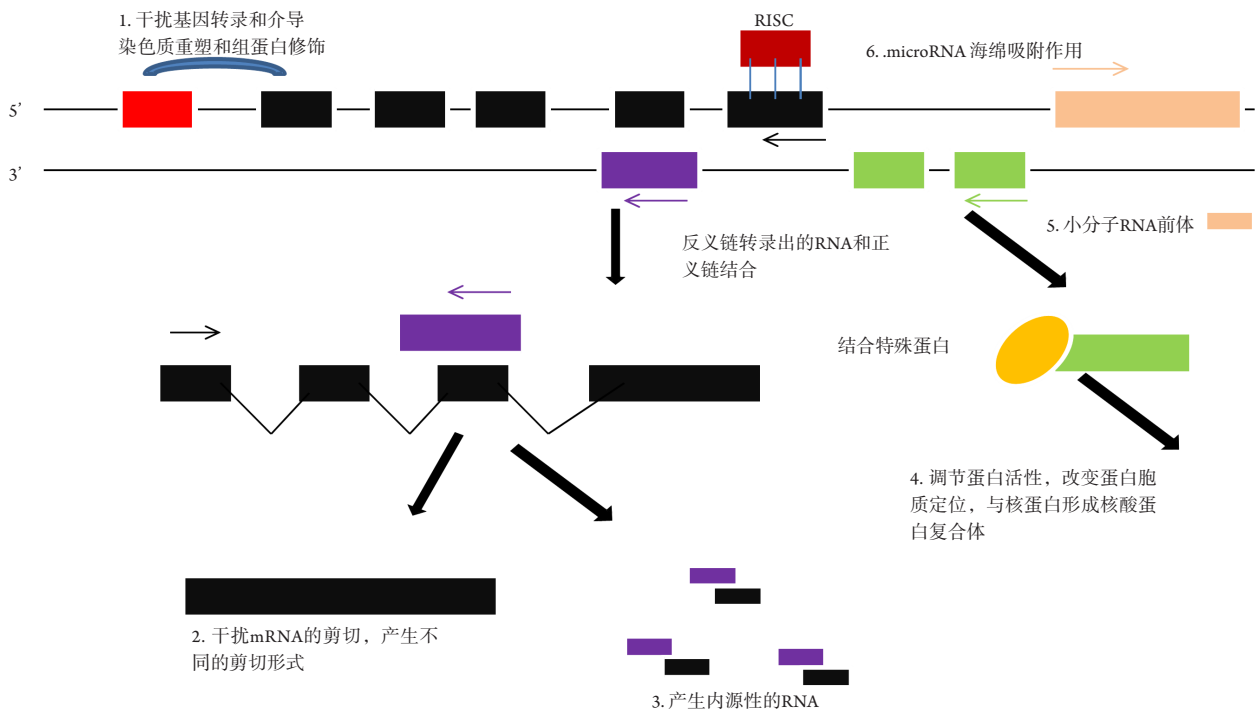 1. 干扰基因转录和介导
染色质重塑和组蛋白修饰
RISC
6. .microRNA 海绵吸附作用
5’
3’
5. 小分子RNA前体
反义链转录出的RNA和正
义链结合
结合特殊蛋白
4. 调节蛋白活性，改变蛋白胞
质定位，与核蛋白形成核酸蛋
白复合体
2. 干扰mRNA的剪切，产生不
同的剪切形式
3. 产生内源性的RNA